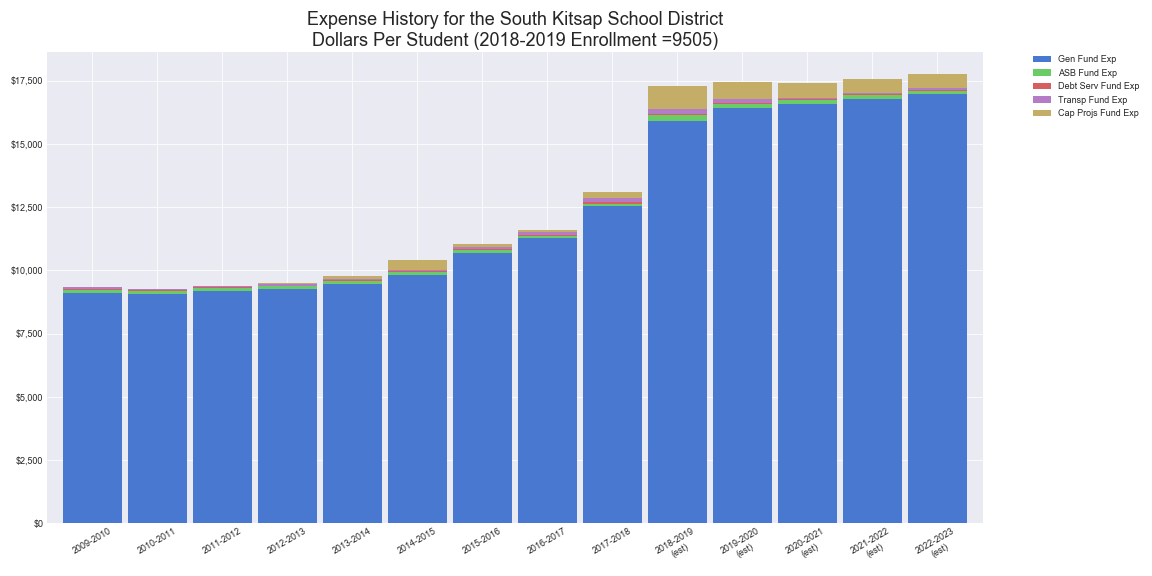 Expense History for the South Kitsap School District
Dollars Per Student (2018-2019 Enrollment =9505)
Gen Fund Exp
ASB Fund Exp
Debt Serv Fund Exp
Transp Fund Exp
Cap Projs Fund Exp
$17,500
$15,000
$12,500
$10,000
$7,500
$5,000
$2,500
$0
2009-2010
2010-2011
2011-2012
2012-2013
2013-2014
2014-2015
2015-2016
2016-2017
2017-2018
2018-2019
(est)
2019-2020
(est)
2020-2021
(est)
2021-2022
(est)
2022-2023
(est)